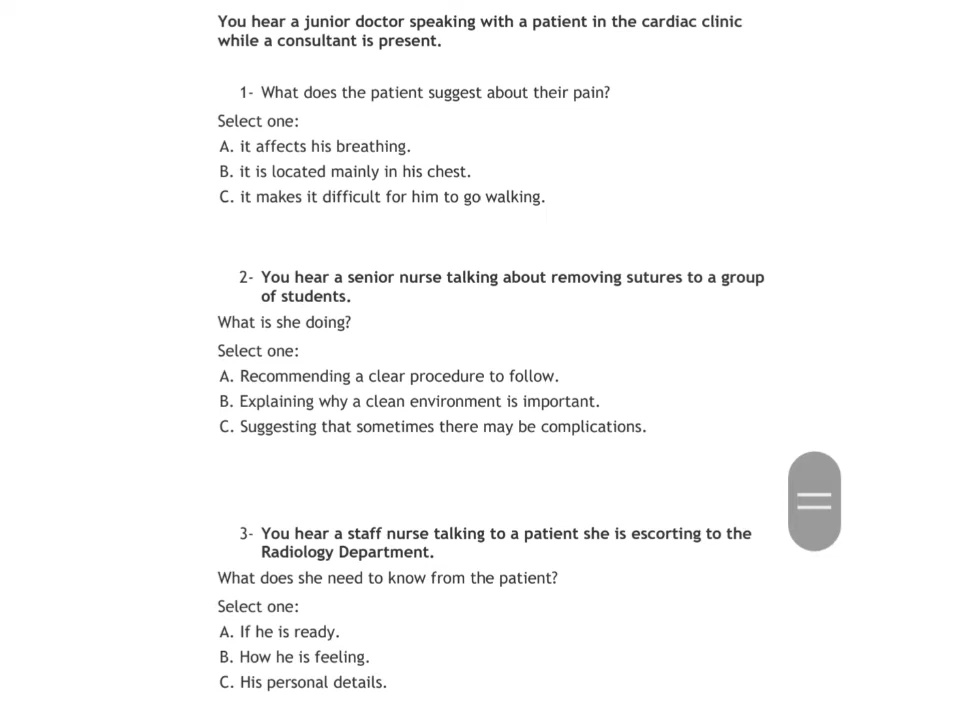 You hear a junior doctor speaking with a patient in the cardiac clinic
while a consultant is present.
1- What does the patient suggest about their pain?
Select one:
A. it affects his breathing.
B. it is located mainly in his chest.
C. it makes it difficult for him to go walking.
2- You hear a senior nurse talking about removing sutures to a group
of students.
What is she doing?
Select one:
A. Recommending a clear procedure to follow.
B. Explaining why a clean environment is important.
C. Suggesting that sometimes there may be complications.
3- You hear a staff nurse talking to a patient she is escorting to the
Radiology Department.
What does she need to know from the patient?
Select one:
A. If he is ready.
B. How he is feeling.
C. His personal details.